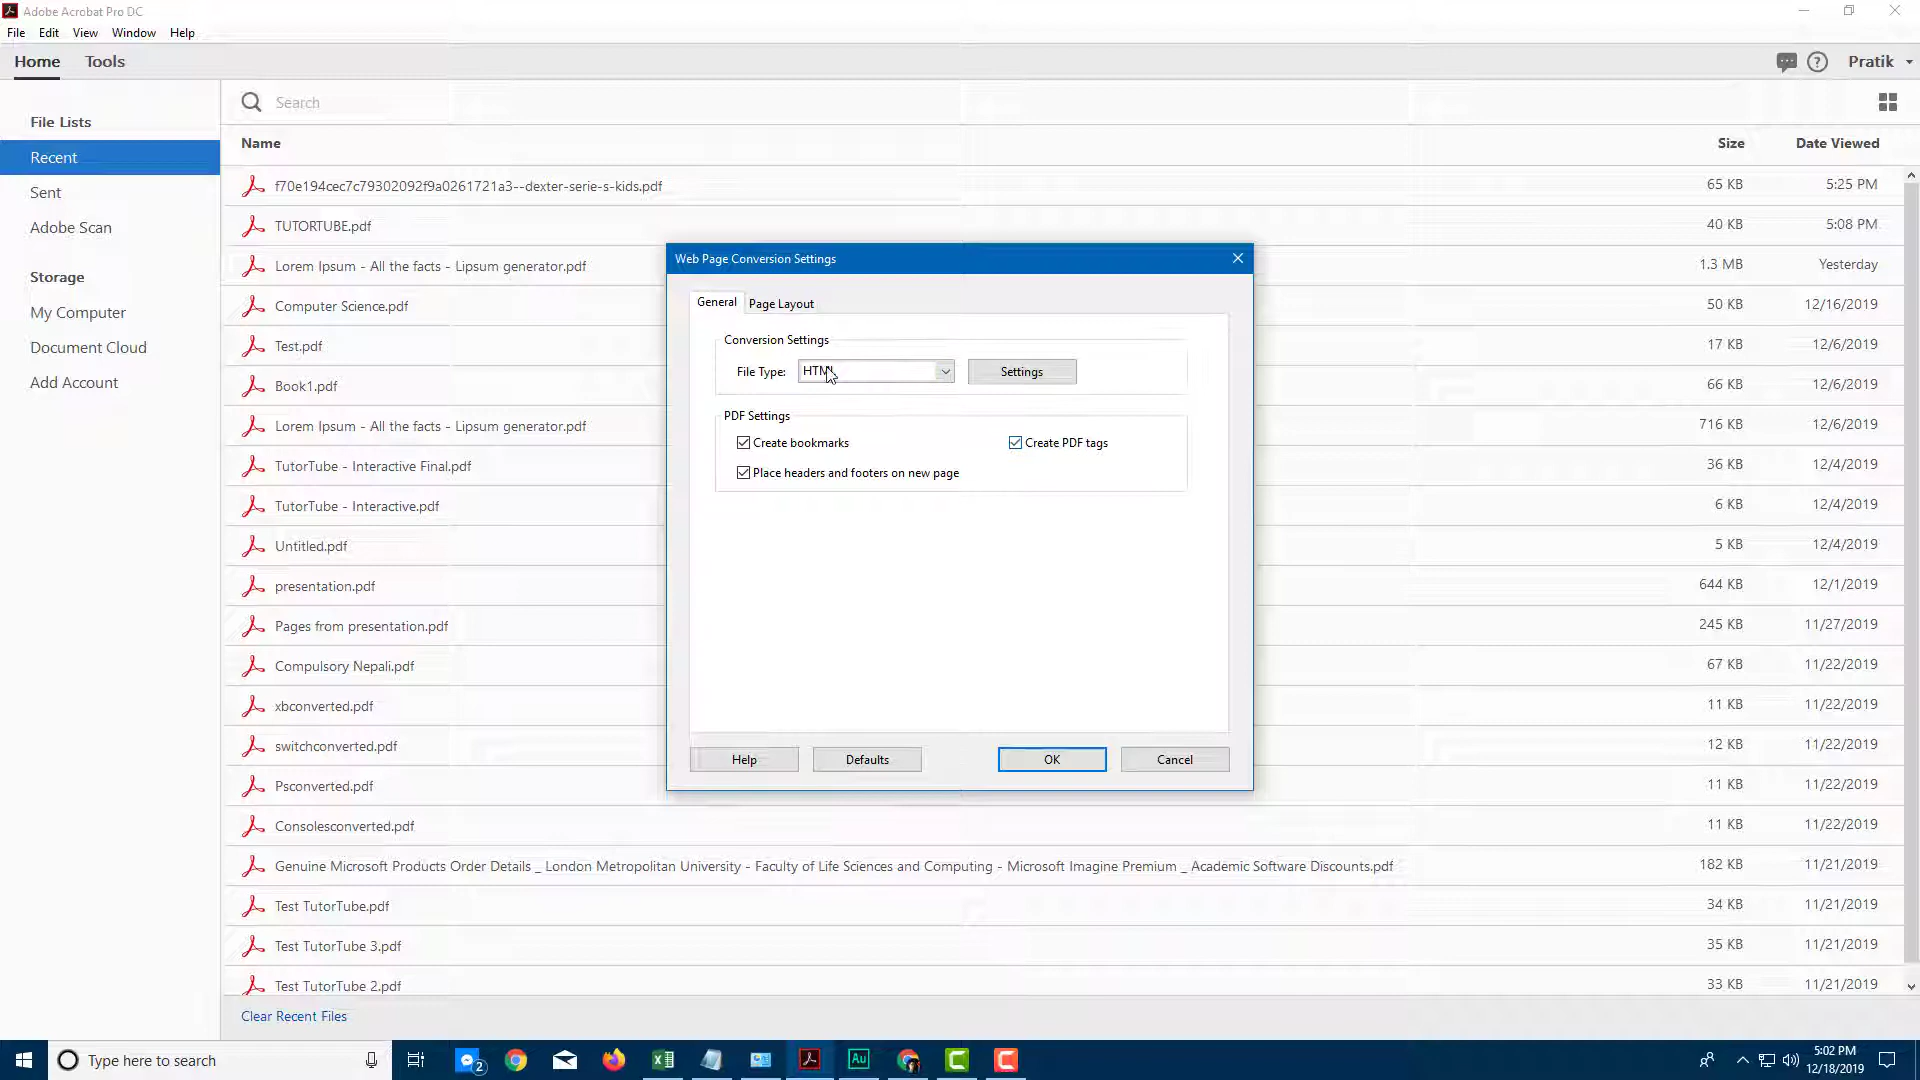 Adobe Acrobat Pro DC
File Edit View Window Help
Home Tools
Pratik
Search
File Lists
Recent
Sent
Adobe Scan
Storage
My Computer
Document Cloud
Add Account
Name Size Date Viewed
f70e194cec7c79302092f9a0261721a3--dexter-serie-s-kids.pdf 65 KB 5:25 PM
TUTORTUBE.pdf 40 KB 5:08 PM
Lorem Ipsum - All the facts - Lipsum generator.pdf 1.3 MB Yesterday
Computer Science.pdf 50 KB 12/16/2019
Test.pdf 17 KB 12/6/2019
Book1.pdf 66 KB 12/6/2019
Lorem Ipsum - All the facts - Lipsum generator.pdf 716 KB 12/6/2019
TutorTube - Interactive Final.pdf 36 KB 12/4/2019
TutorTube - Interactive.pdf 6 KB 12/4/2019
Untitled.pdf 5 KB 12/4/2019
presentation.pdf 644 KB 12/1/2019
Pages from presentation.pdf 245 KB 11/27/2019
Compulsory Nepali.pdf 67 KB 11/22/2019
xbconverted.pdf 11 KB 11/22/2019
switchconverted.pdf 12 KB 11/22/2019
Psconverted.pdf 11 KB 11/22/2019
Consolesconverted.pdf 11 KB 11/22/2019
Genuine Microsoft Products Order Details _ London Metropolitan University - Faculty of Life Sciences and Computing - Microsoft Imagine Premium _ Academic Software Discounts.pdf 182 KB 11/21/2019
Test TutorTube.pdf 34 KB 11/21/2019
Test TutorTube 3.pdf 35 KB 11/21/2019
Test TutorTube 2.pdf 33 KB 11/21/2019
Clear Recent Files
Web Page Conversion Settings
General Page Layout
Conversion Settings
File Type: HTML Settings
PDF Settings
Create bookmarks Create PDF tags
Place headers and footers on new page
Help Defaults OK Cancel
Type here to search
2
Au
5:02 PM
12/18/2019